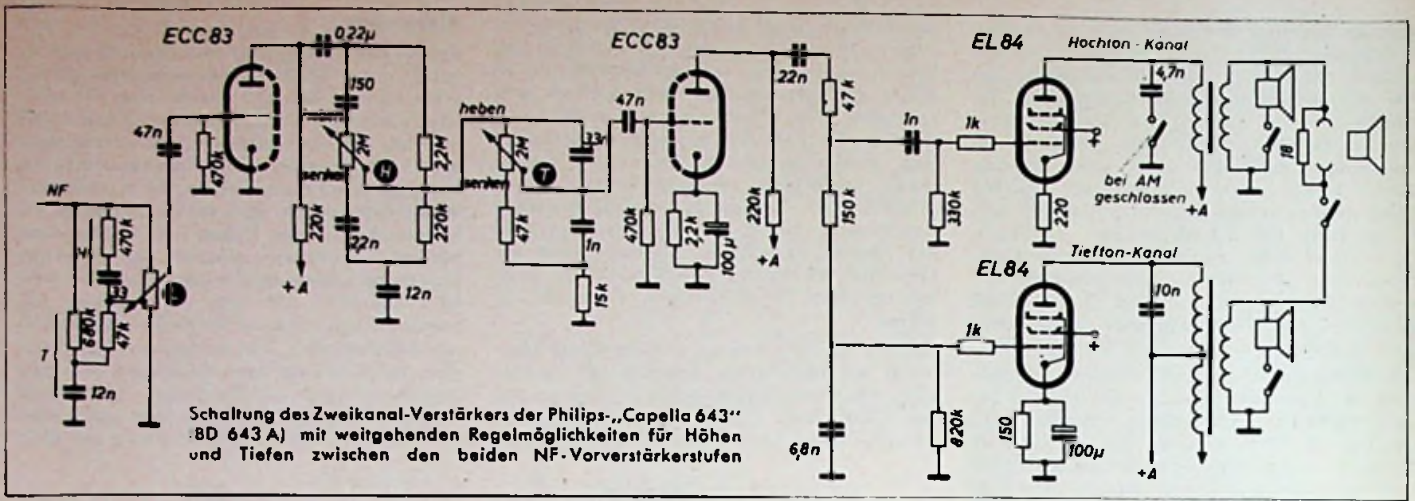 ECC83
0,22µ
ECC83
EL84
Hochton-Kanal
22n
4,7n
150
47k
47n
heben
47n
1n
1k
470k
2M
2,2M
2M
H
T
+
18
NF
senken
senken
bei AM
geschlossen
+A
220k
150k
330k
220
470k
220k
22n
220k
47k
1n
470k
2,2k
100µ
+A
Tiefton-Kanal
EL84
33
L
+A
12n
15k
10n
680k
47k
1k
+
T
12n
Schaltung des Zweikanal-Verstärkers der Philips-„Capella 643“
BD 643 A) mit weitgehenden Regelmöglichkeiten für Höhen
und Tiefen zwischen den beiden NF-Vorverstärkerstufen
6,8n
820k
150
100µ
+A